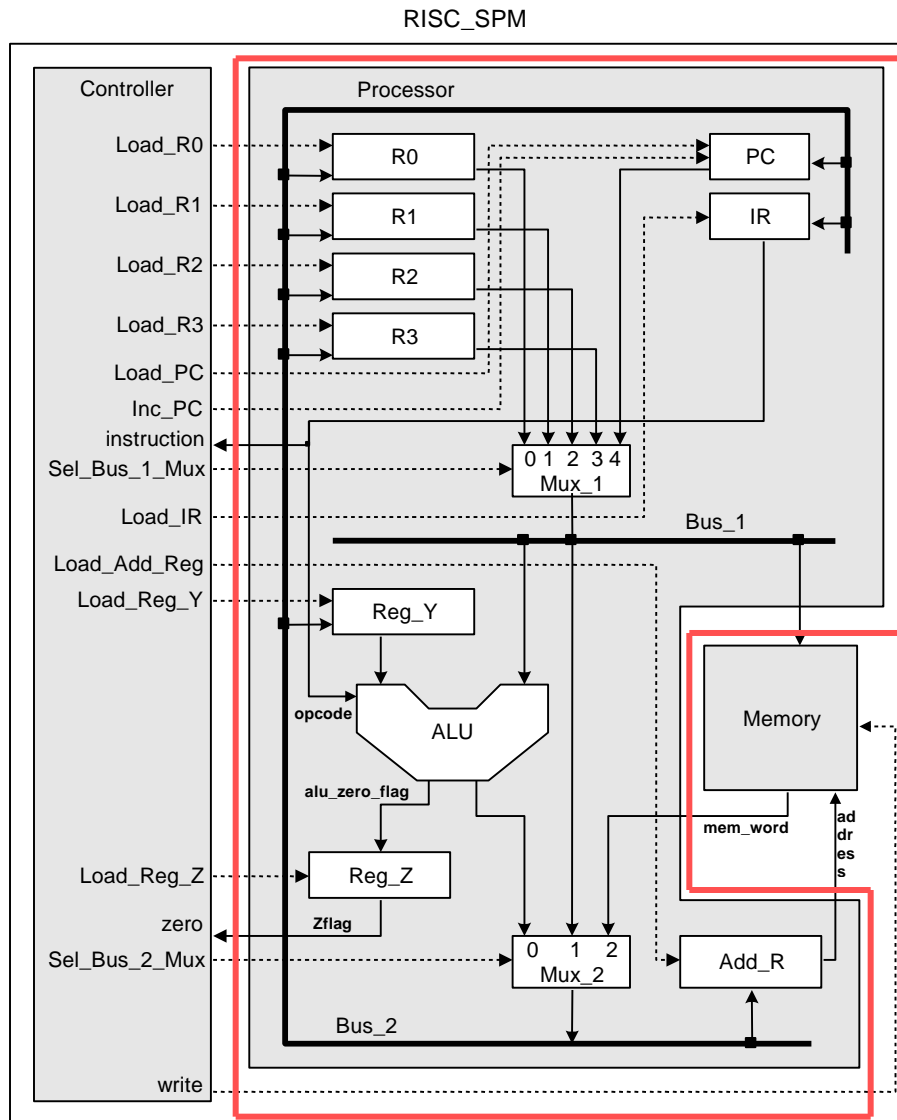 RISC_SPM
Controller
Processor
Load_R0
R0
PC
Load_R1
R1
IR
Load_R2
R2
Load_R3
R3
Load_PC
Inc_PC
instruction
0 1 2 3 4
Sel_Bus_1_Mux
Mux_1
Load_IR
Bus_1
Load_Add_Reg
Load_Reg_Y
Reg_Y
opcode
ALU
Memory
alu_zero_flag
mem_word
ad
dr
es
s
Load_Reg_Z
Reg_Z
zero
Zflag
0 1 2
Sel_Bus_2_Mux
Mux_2
Add_R
Bus_2
write